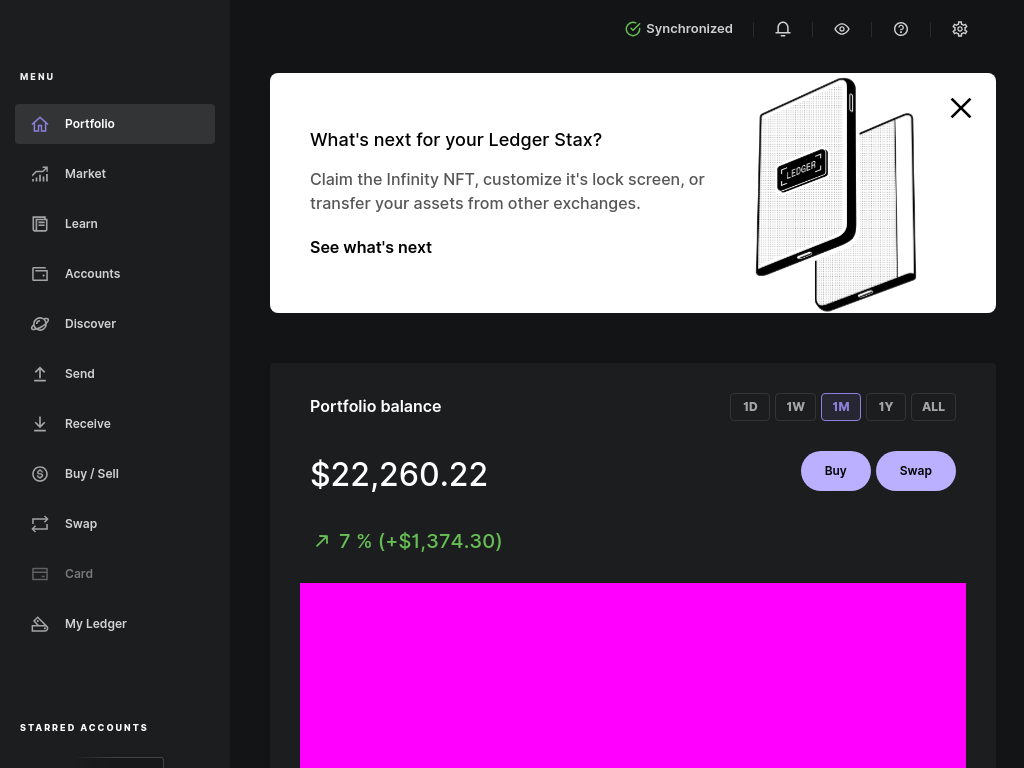 Synchronized
MENU
Portfolio
Market
Learn
Accounts
Discover
Send
Receive
Buy / Sell
Swap
Card
My Ledger
STARRED ACCOUNTS
What's next for your Ledger Stax?
Claim the Infinity NFT, customize it's lock screen, or
transfer your assets from other exchanges.
See what's next
LEDGER
Portfolio balance
1D
1W
1M
1Y
ALL
$22,260.22
Buy
Swap
7 % (+$1,374.30)